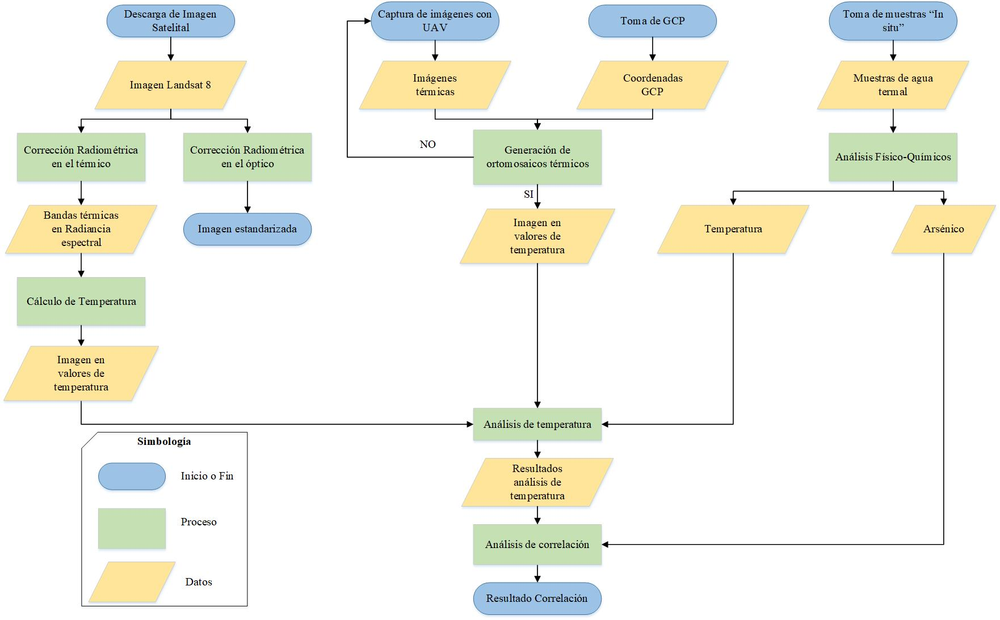 Descarga de Imagen
Satelital
Captura de imágenes con
UAV
Toma de GCP
Toma de muestras “In
situ”
Imagen Landsat 8
Imágenes
térmicas
Coordenadas
GCP
Muestras de agua
termal
Corrección Radiométrica
en el térmico
Corrección Radiométrica
en el óptico
NO
Generación de
ortomosaicos térmicos
Análisis Físico-Químicos
SI
Bandas térmicas
en Radiancia
espectral
Imagen estandarizada
Imagen en
valores de
temperatura
Temperatura
Arsénico
Cálculo de Temperatura
Imagen en
valores de
temperatura
Análisis de temperatura
Simbología
Inicio o Fin
Proceso
Datos
Resultados
análisis de
temperatura
Análisis de correlación
Resultado Correlación